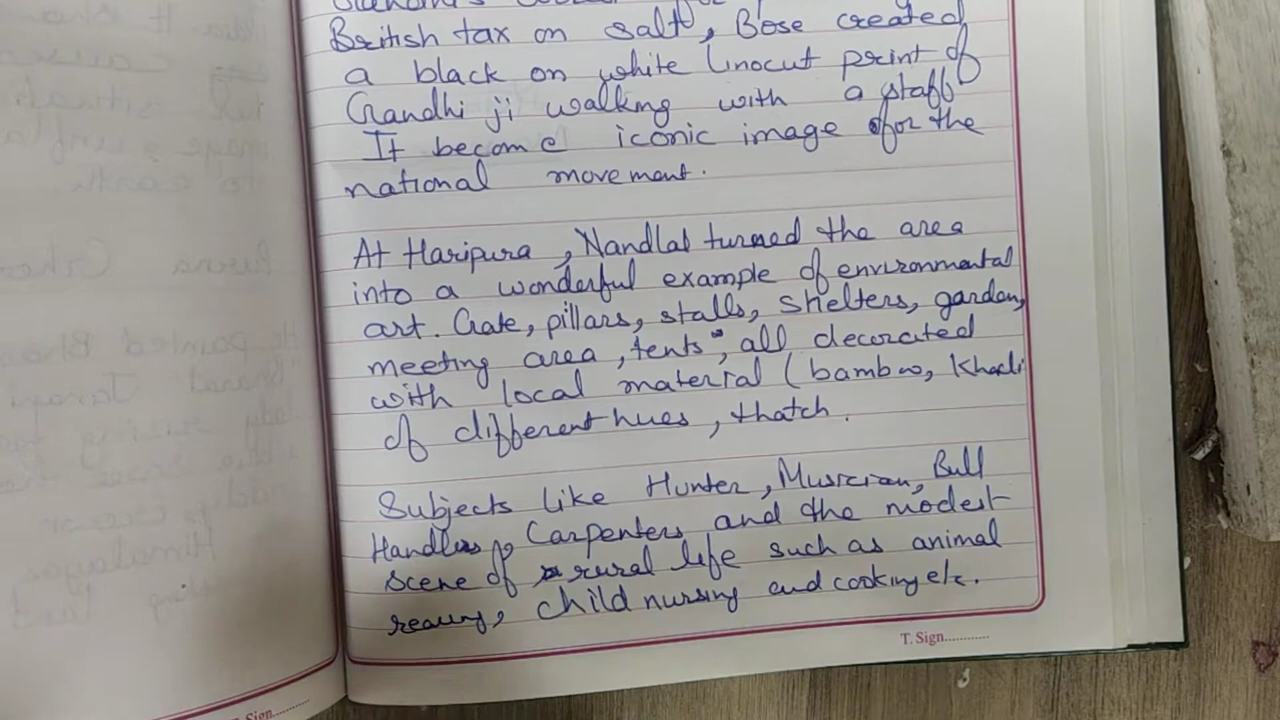 British tax on salt, Bose created
a black on white linocut print of
Gandhi ji walking with a staff
It become iconic image for the
national movement.
At Haripura, Nandlal turned the area
into a wonderful example of environmental
art. Gate, pillars, stalls, shelters, garden,
meeting area, tents, all decorated
with local material (bamboo, Khadi
of different hues, thatch.
Subjects like Hunter, Musician, Bull
Handlers, Carpenters and the modest
scene of rural life such as animal
rearing, child nursing and cooking etc.
T. Sign............
Sign............